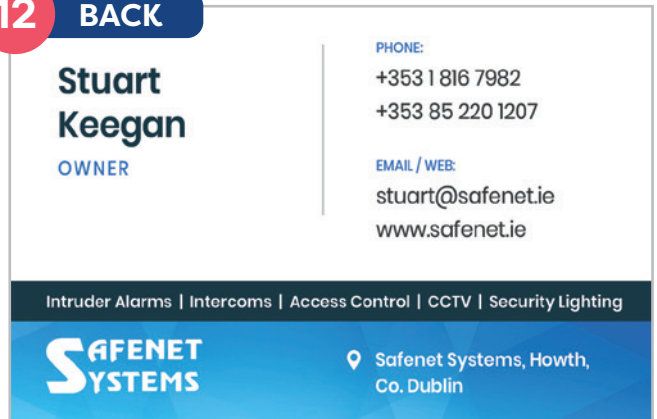 12 BACK
Stuart
Keegan
OWNER
PHONE:
+353 1 816 7982
+353 85 220 1207
EMAIL / WEB:
stuart@safenet.ie
www.safenet.ie
Intruder Alarms | Intercoms | Access Control | CCTV | Security Lighting
SAFENET
SYSTEMS
Safenet Systems, Howth,
Co. Dublin